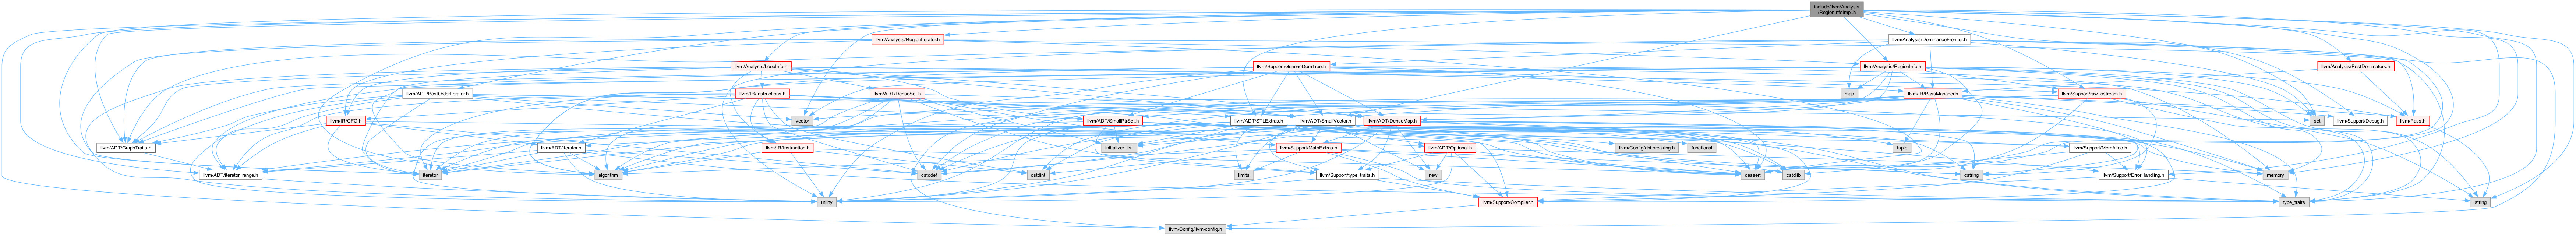 include/llvm/Analysis
/RegionInfoImpl.h
llvm/Analysis/RegionIterator.h
llvm/Analysis/DominanceFrontier.h
llvm/Analysis/LoopInfo.h
llvm/Support/GenericDomTree.h
llvm/Analysis/RegionInfo.h
llvm/Analysis/PostDominators.h
llvm/ADT/PostOrderIterator.h
llvm/IR/Instructions.h
llvm/ADT/DenseSet.h
map
llvm/IR/PassManager.h
llvm/Support/raw_ostream.h
llvm/IR/CFG.h
vector
llvm/ADT/SmallPtrSet.h
llvm/ADT/STLExtras.h
llvm/ADT/SmallVector.h
llvm/ADT/DenseMap.h
set
llvm/Support/Debug.h
llvm/Pass.h
llvm/ADT/GraphTraits.h
llvm/ADT/iterator.h
llvm/IR/Instruction.h
initializer_list
llvm/Support/MathExtras.h
llvm/ADT/Optional.h
llvm/Config/abi-breaking.h
functional
tuple
llvm/Support/MemAlloc.h
llvm/ADT/iterator_range.h
iterator
algorithm
cstddef
cstdint
limits
llvm/Support/type_traits.h
new
cassert
cstdlib
cstring
llvm/Support/ErrorHandling.h
memory
utility
llvm/Support/Compiler.h
type_traits
string
llvm/Config/llvm-config.h